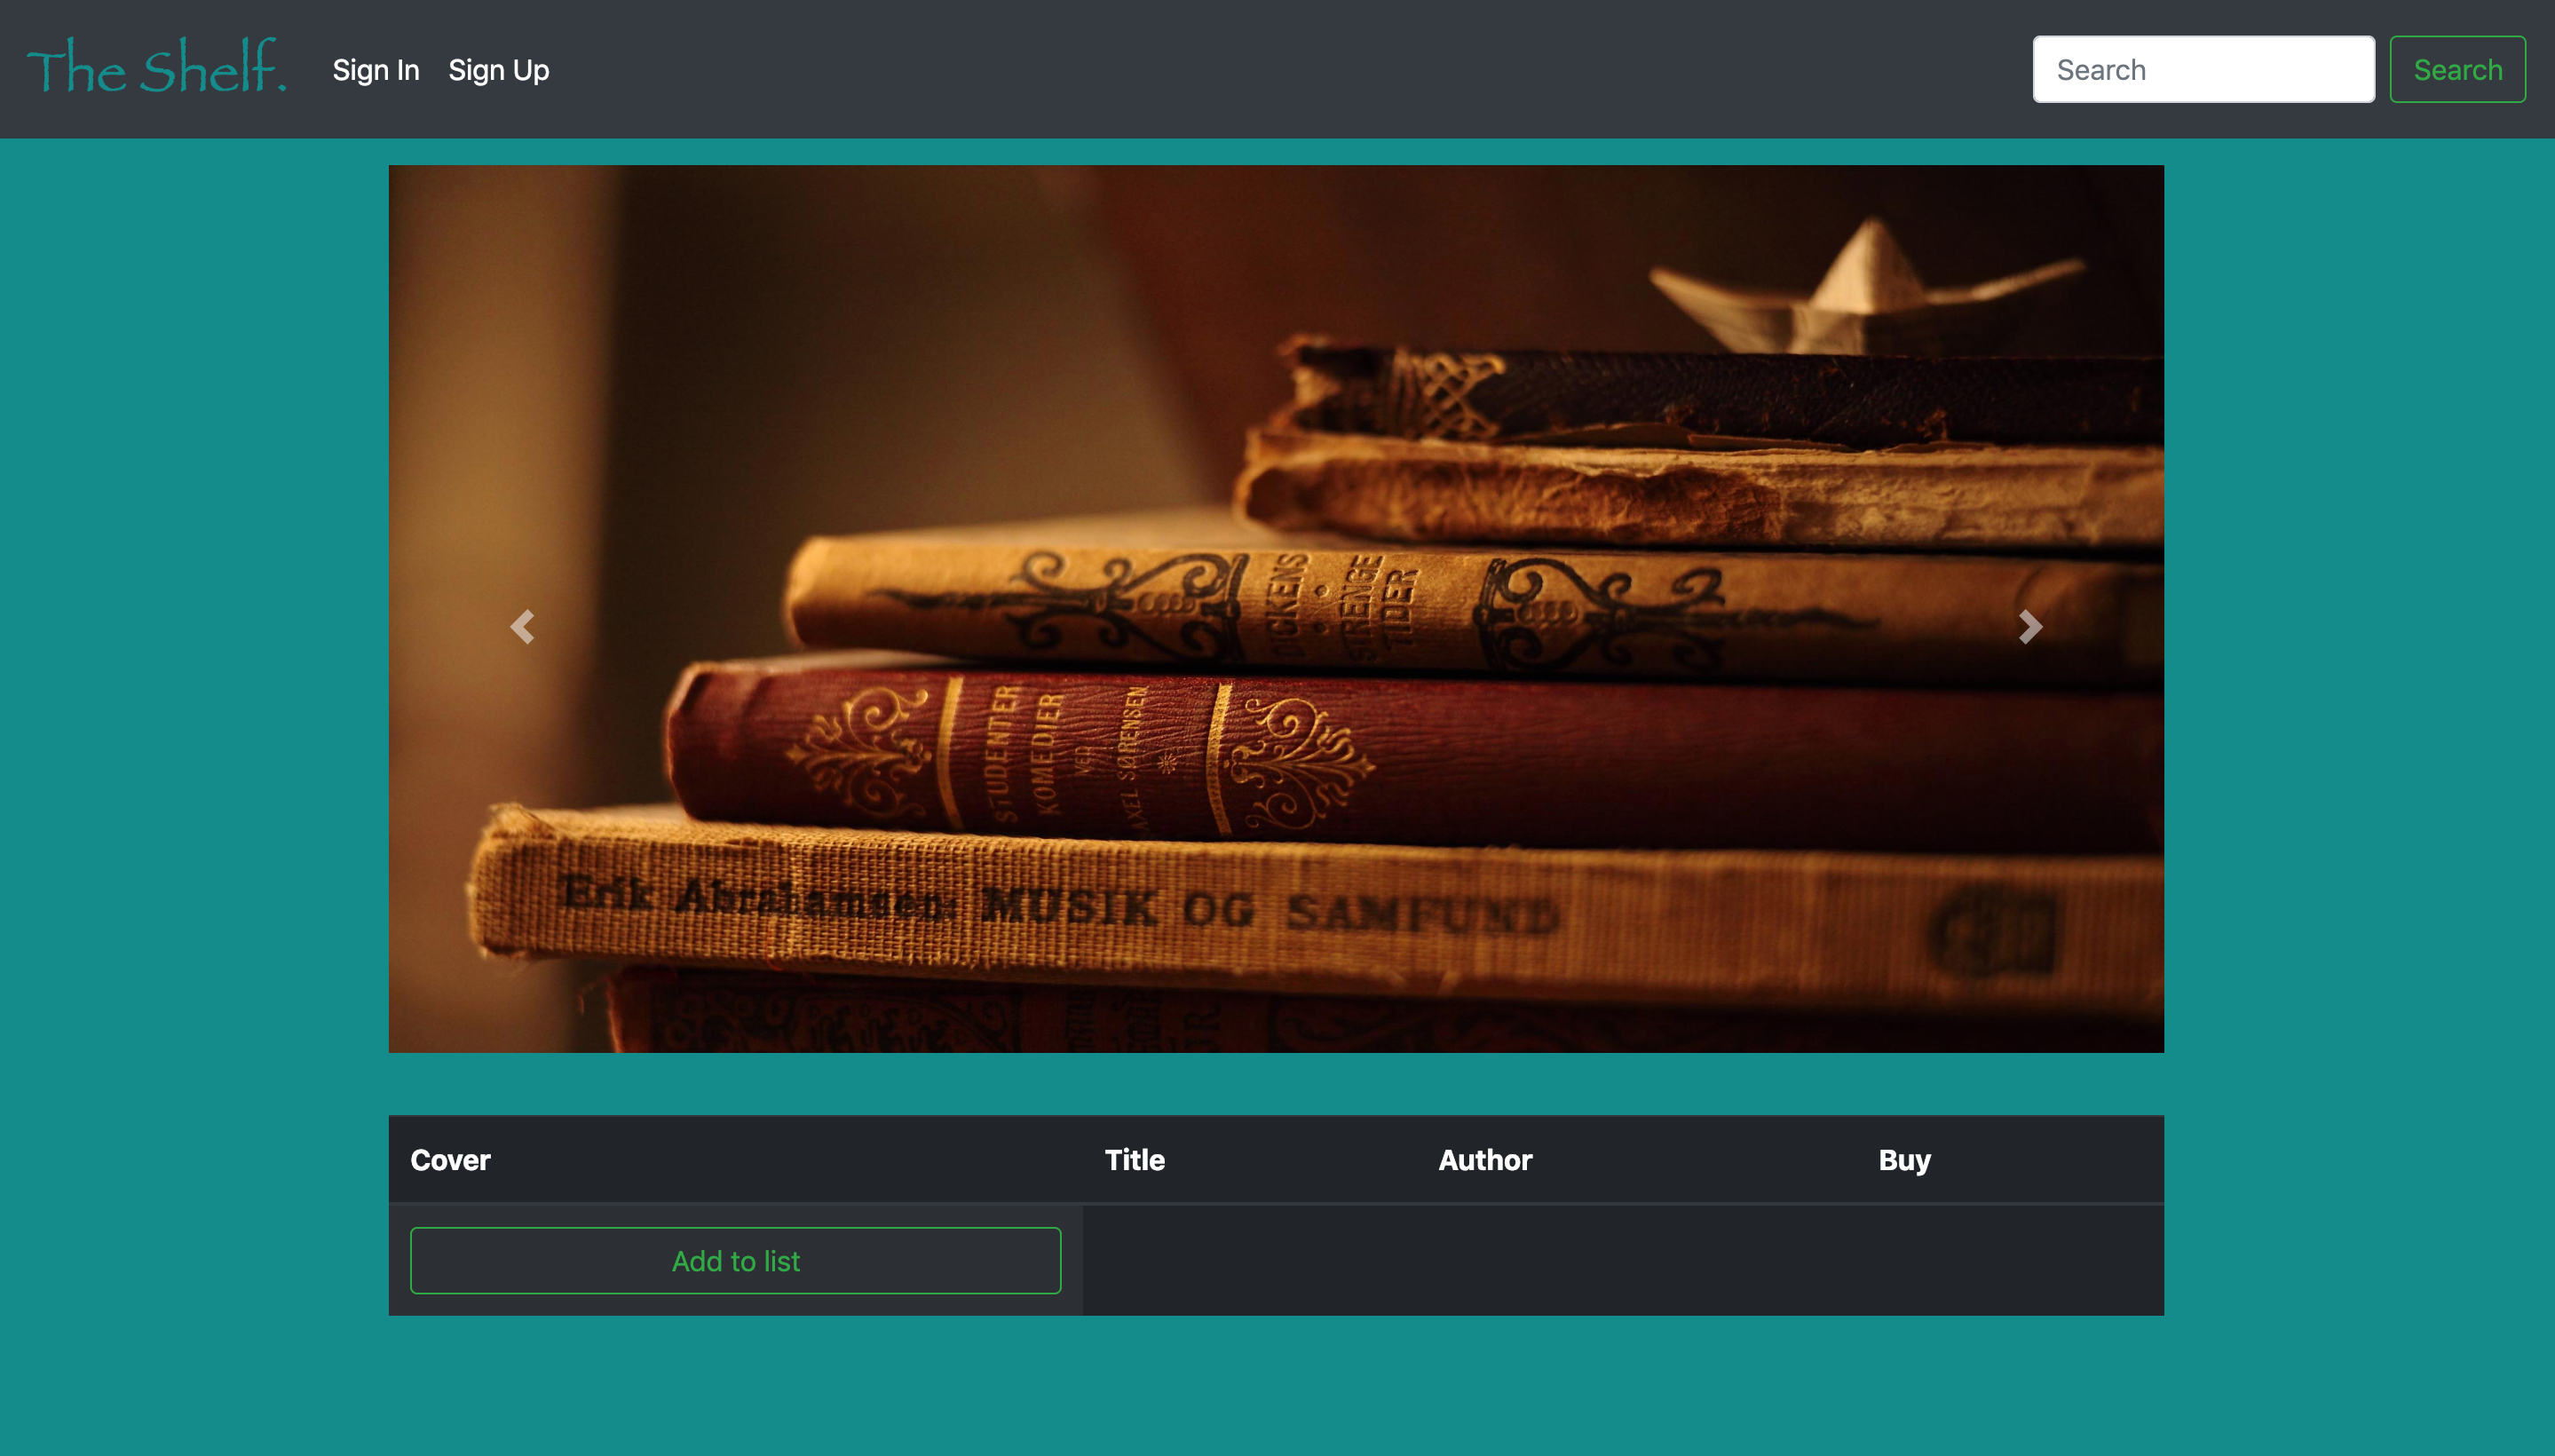 The Shelf.
Sign In
Sign Up
Search
Search
DICKENS
STRENGE
TIDER
STUDENTER
KOMEDIER
VED
AXEL SØRENSEN
Erik Abrahamsen: MUSIK OG SAMFUND
Cover
Title
Author
Buy
Add to list